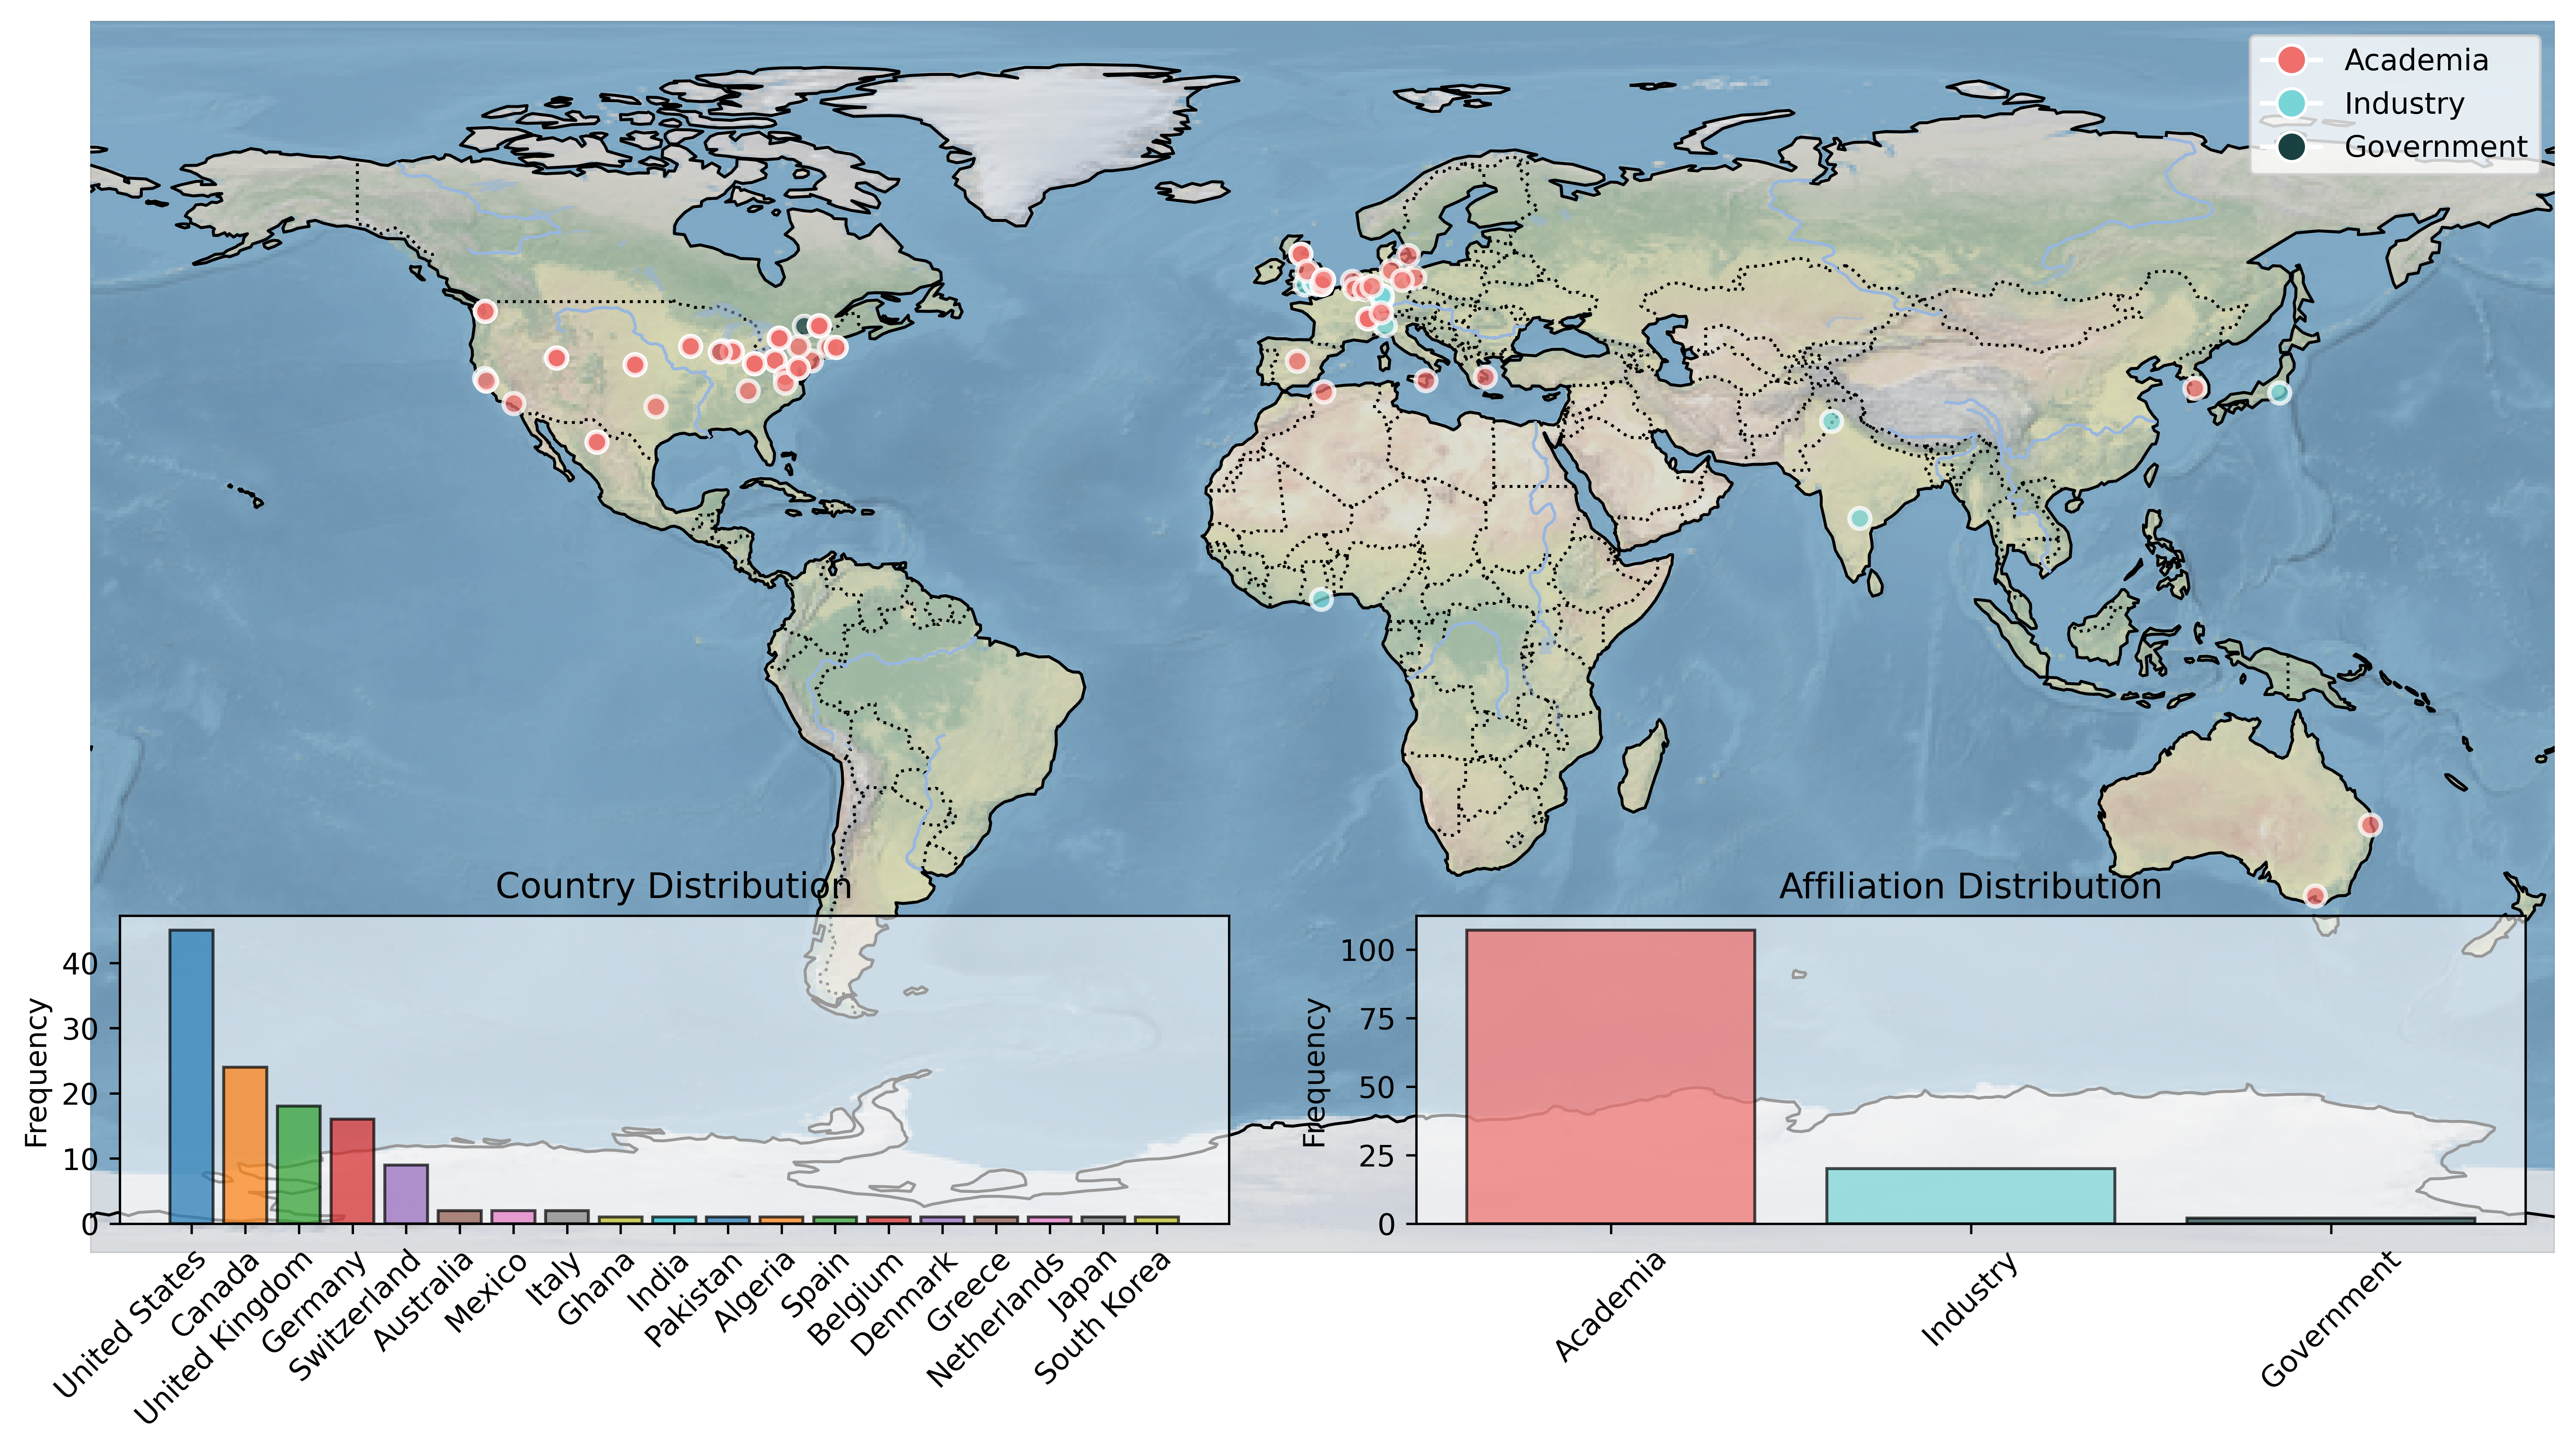 Academia
Industry
Government
Country Distribution
Frequency
40
30
20
10
0
United States
Canada
United Kingdom
Germany
Switzerland
Australia
Mexico
Italy
Ghana
India
Pakistan
Algeria
Spain
Belgium
Denmark
Greece
Netherlands
Japan
South Korea
Affiliation Distribution
Frequency
100
75
50
25
0
Academia
Industry
Government